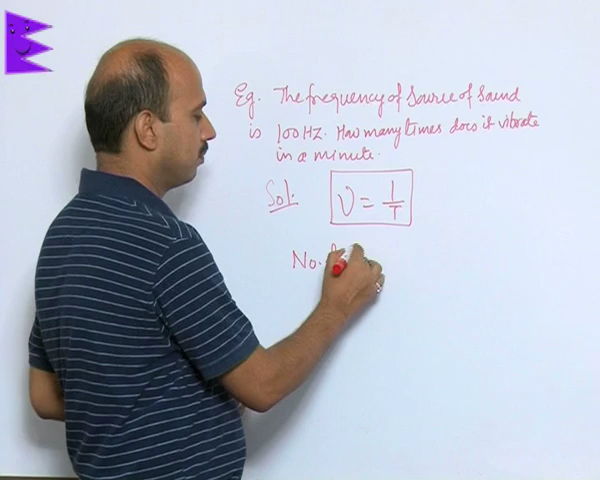 Eg. The frequency of source of sound
is 100 HZ. How many times does it vibrate
in a minute.
Sol:
ν = 1/T
No.